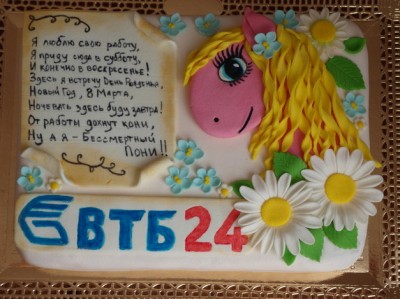 Я люблю свою работу,
Я приду сюда в субботу,
И конечно в воскресенье!
Здесь я встречу День Рожденья,
Новый Год, 8 Марта,
Ночевать здесь буду завтра!
От работы дохнут кони,
Ну а я - Бессмертный
Пони!!
ВТБ 24